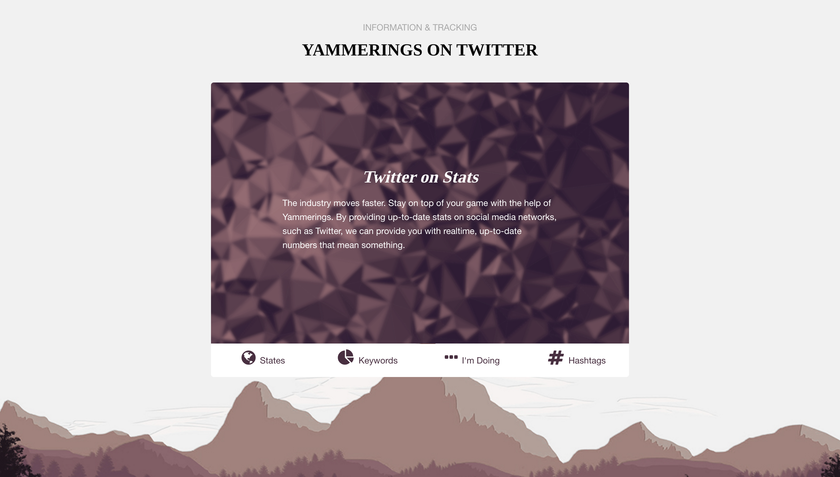 INFORMATION & TRACKING
YAMMERINGS ON TWITTER
Twitter on Stats
The industry moves faster. Stay on top of your game with the help of
Yammerings. By providing up-to-date stats on social media networks,
such as Twitter, we can provide you with realtime, up-to-date
numbers that mean something.
States Keywords I'm Doing Hashtags